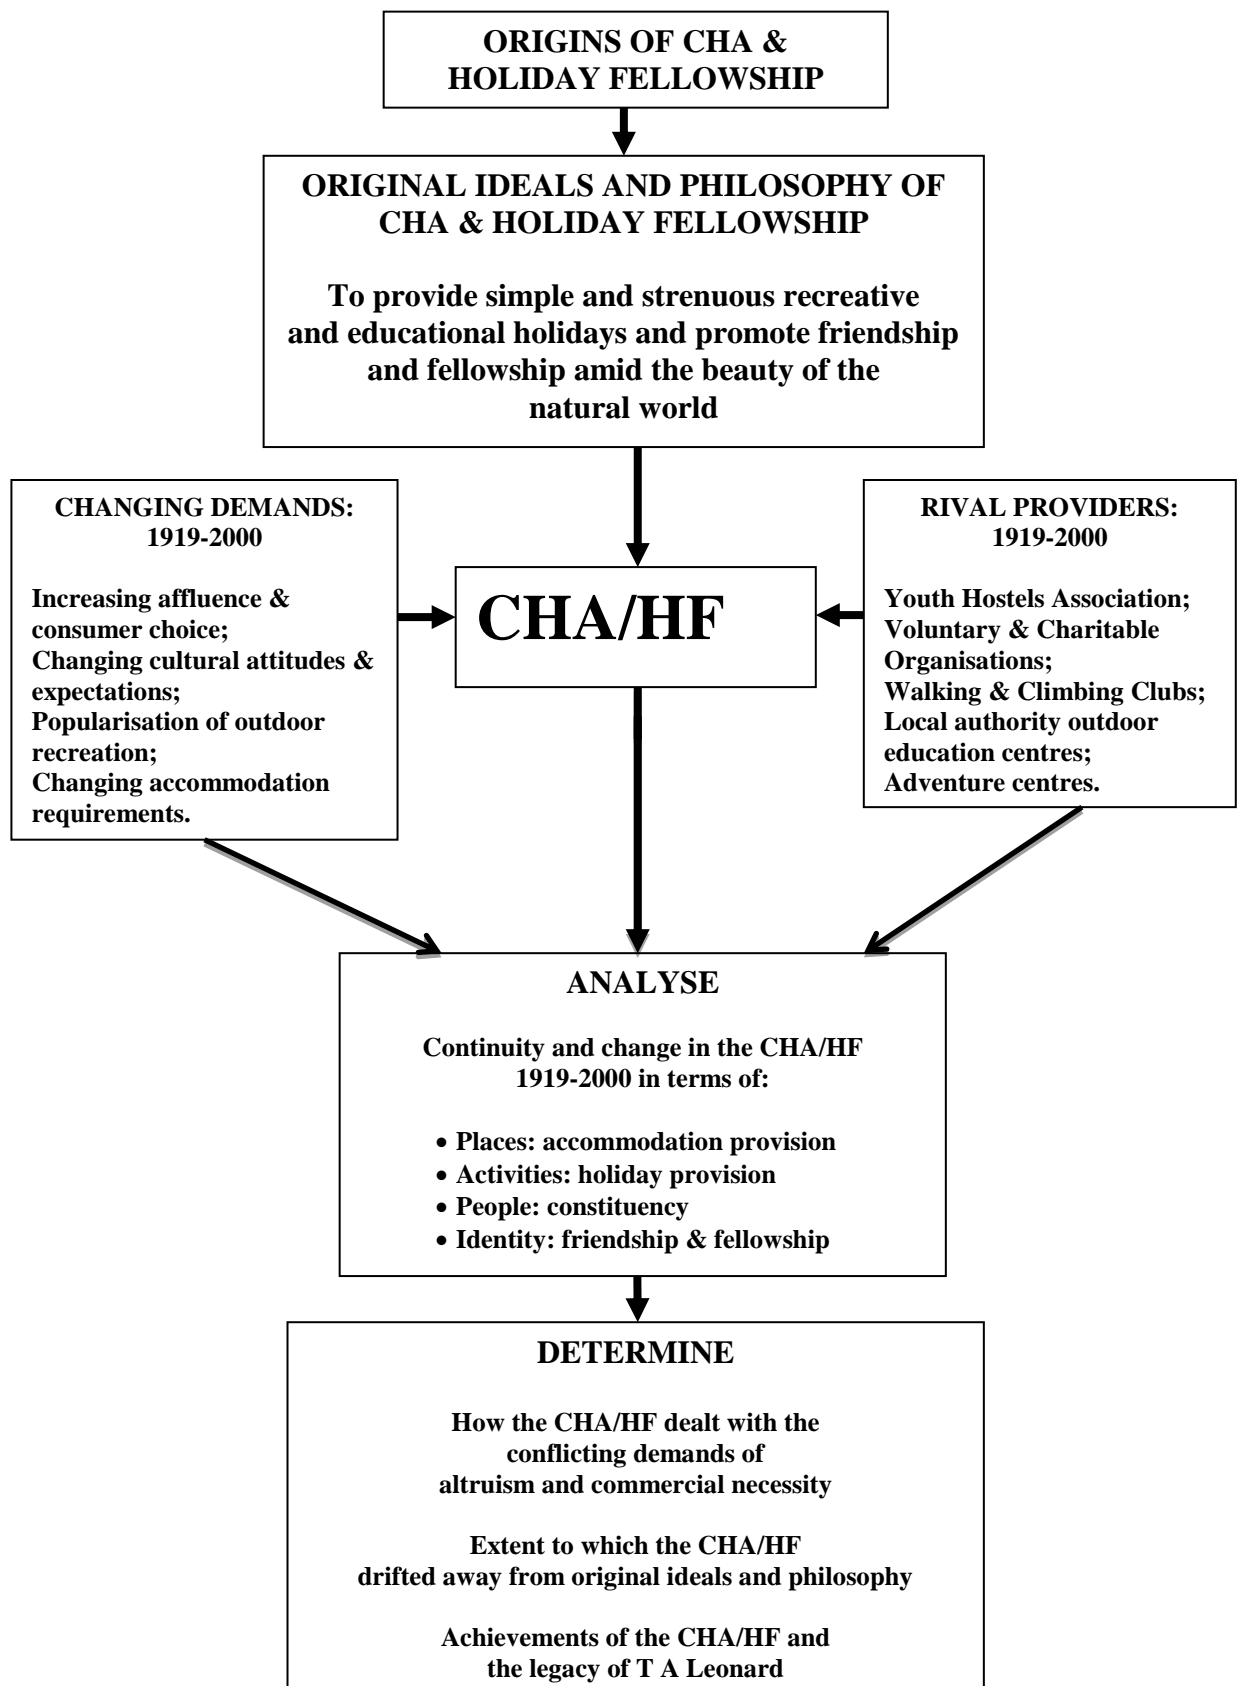 ORIGINS OF CHA &
HOLIDAY FELLOWSHIP
ORIGINAL IDEALS AND PHILOSOPHY OF
CHA & HOLIDAY FELLOWSHIP
To provide simple and strenuous recreative
and educational holidays and promote friendship
and fellowship amid the beauty of the
natural world
CHANGING DEMANDS:
1919-2000
Increasing affluence &
consumer choice;
Changing cultural attitudes &
expectations;
Popularisation of outdoor
recreation;
Changing accommodation
requirements.
CHA/HF
RIVAL PROVIDERS:
1919-2000
Youth Hostels Association;
Voluntary & Charitable
Organisations;
Walking & Climbing Clubs;
Local authority outdoor
education centres;
Adventure centres.
ANALYSE
Continuity and change in the CHA/HF
1919-2000 in terms of:
• Places: accommodation provision
• Activities: holiday provision
• People: constituency
• Identity: friendship & fellowship
DETERMINE
How the CHA/HF dealt with the
conflicting demands of
altruism and commercial necessity
Extent to which the CHA/HF
drifted away from original ideals and philosophy
Achievements of the CHA/HF and
the legacy of T A Leonard